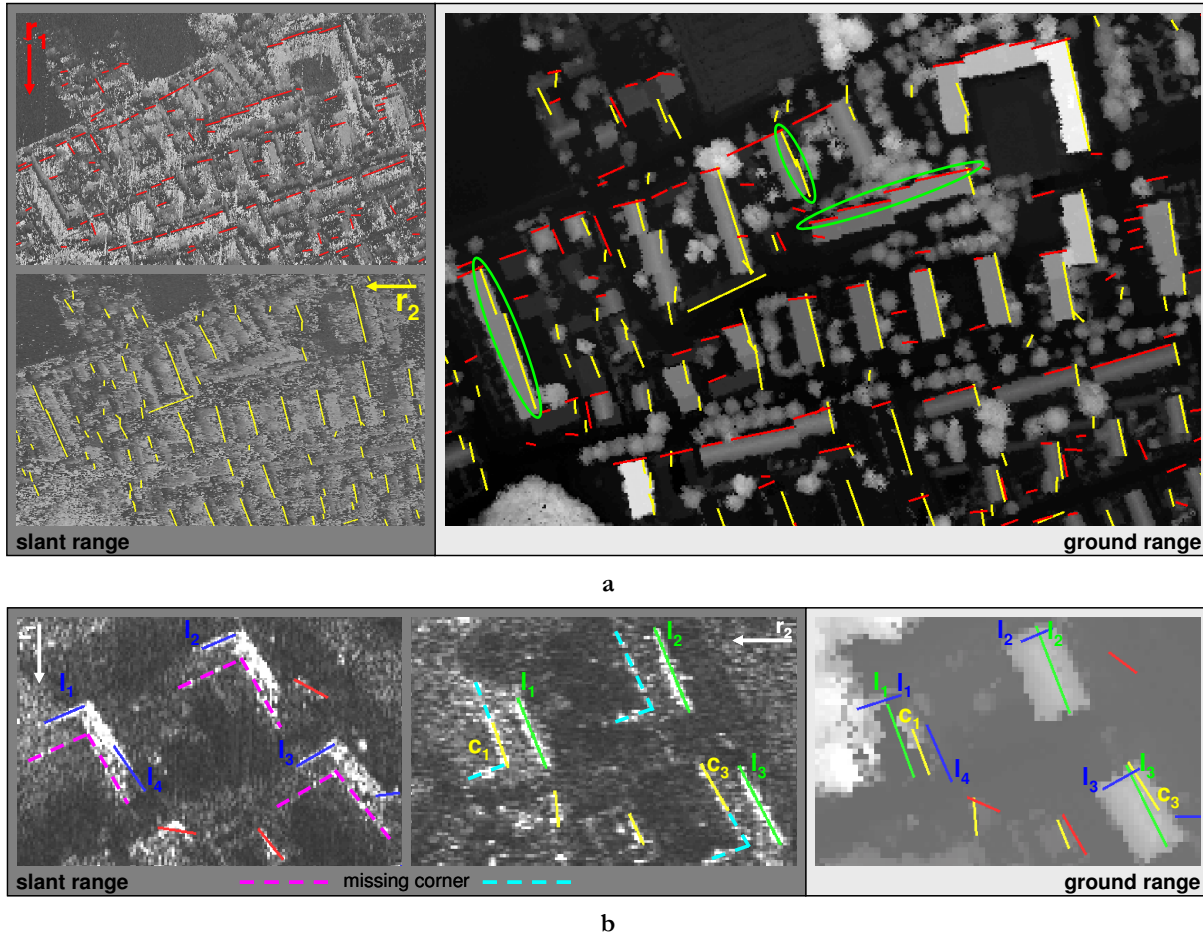 r1
r2
slant range
ground range
a
r2
l2
l1
l3
l4
l2
l1
c1
c3
l3
l2
l2
l1
l1
c1
l4
l3
l3
c3
slant range
missing corner
ground range
b